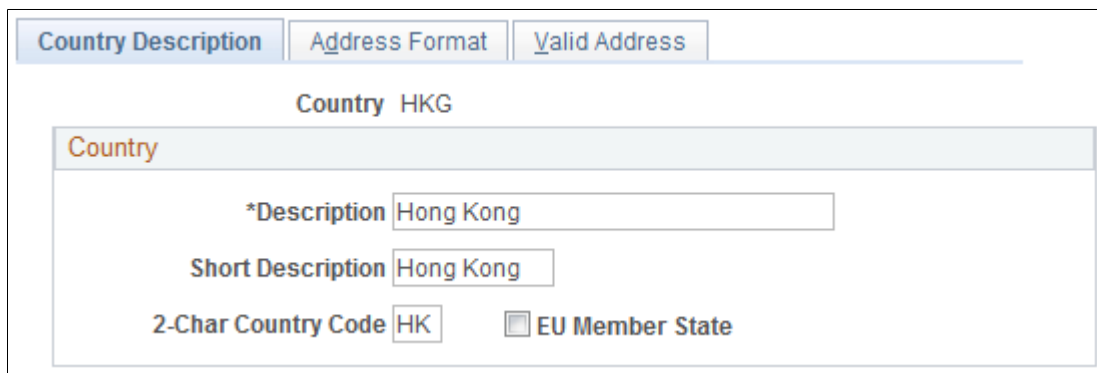 Country Description Address Format Valid Address
Country HKG
Country
*Description Hong Kong
Short Description Hong Kong
2-Char Country Code HK EU Member State